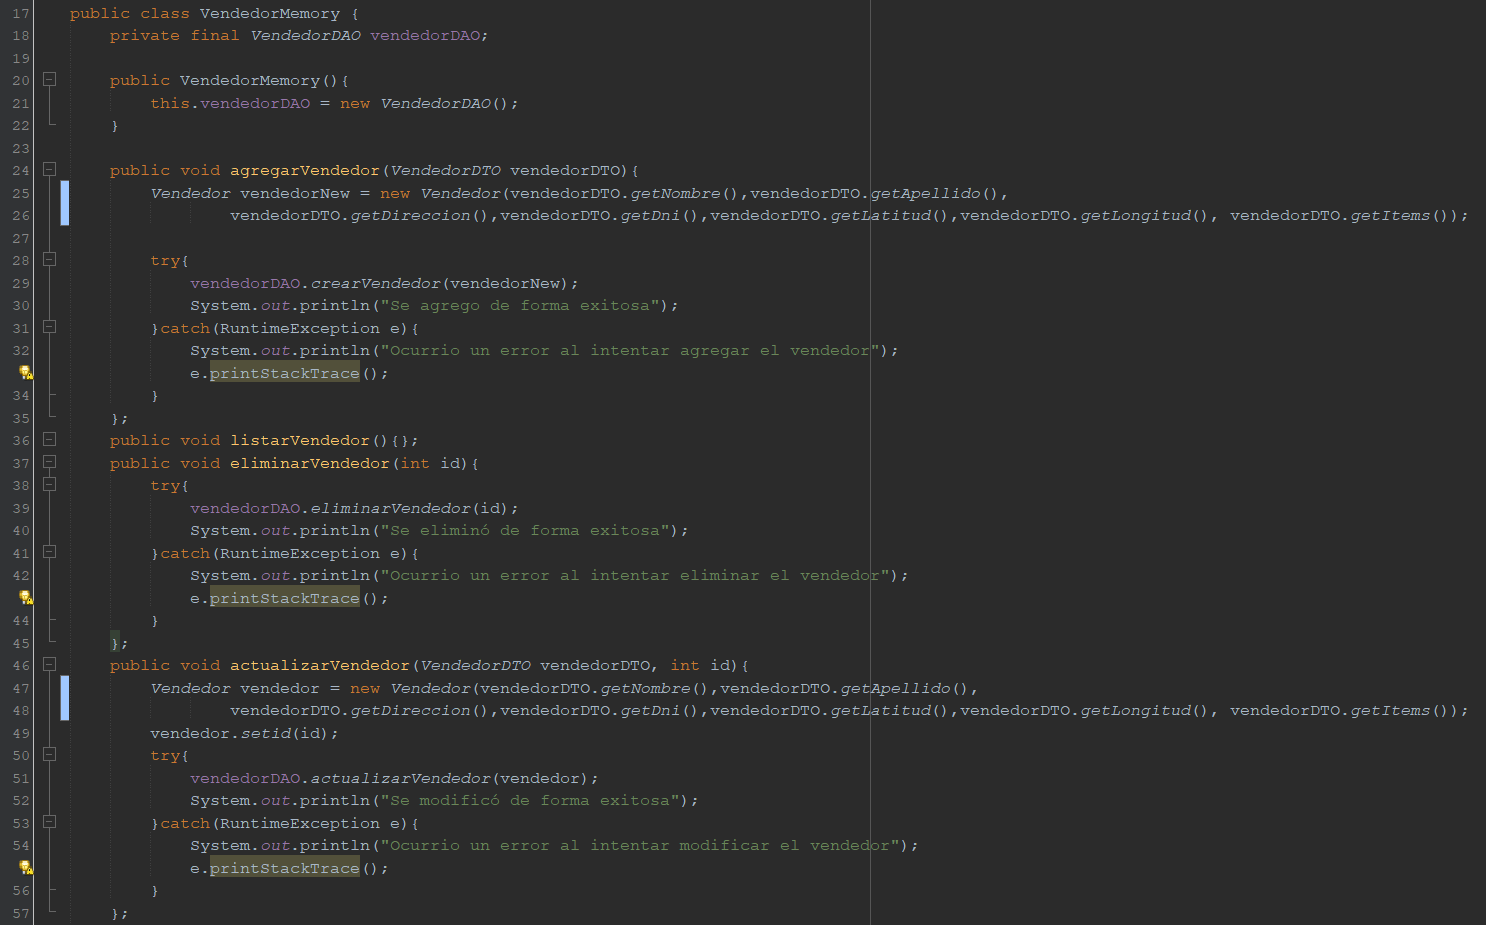 17 public class VendedorMemory {
18     private final VendedorDAO vendedorDAO;
19
20     public VendedorMemory(){
21         this.vendedorDAO = new VendedorDAO();
22     }
23
24     public void agregarVendedor(VendedorDTO vendedorDTO){
25         Vendedor vendedorNew = new Vendedor(vendedorDTO.getNombre(),vendedorDTO.getApellido(),
26                 vendedorDTO.getDireccion(),vendedorDTO.getDni(),vendedorDTO.getLatitud(),vendedorDTO.getLongitud(), vendedorDTO.getItems());
27
28         try{
29             vendedorDAO.crearVendedor(vendedorNew);
30             System.out.println("Se agrego de forma exitosa");
31         }catch(RuntimeException e){
32             System.out.println("Ocurrio un error al intentar agregar el vendedor");
            e.printStackTrace();
34         }
35     };
36     public void listarVendedor(){};
37     public void eliminarVendedor(int id){
38         try{
39             vendedorDAO.eliminarVendedor(id);
40             System.out.println("Se eliminó de forma exitosa");
41         }catch(RuntimeException e){
42             System.out.println("Ocurrio un error al intentar eliminar el vendedor");
            e.printStackTrace();
44         }
45     };
46     public void actualizarVendedor(VendedorDTO vendedorDTO, int id){
47         Vendedor vendedor = new Vendedor(vendedorDTO.getNombre(),vendedorDTO.getApellido(),
48                 vendedorDTO.getDireccion(),vendedorDTO.getDni(),vendedorDTO.getLatitud(),vendedorDTO.getLongitud(), vendedorDTO.getItems());
49         vendedor.setid(id);
50         try{
51             vendedorDAO.actualizarVendedor(vendedor);
52             System.out.println("Se modificó de forma exitosa");
53         }catch(RuntimeException e){
54             System.out.println("Ocurrio un error al intentar modificar el vendedor");
            e.printStackTrace();
56         }
57     };